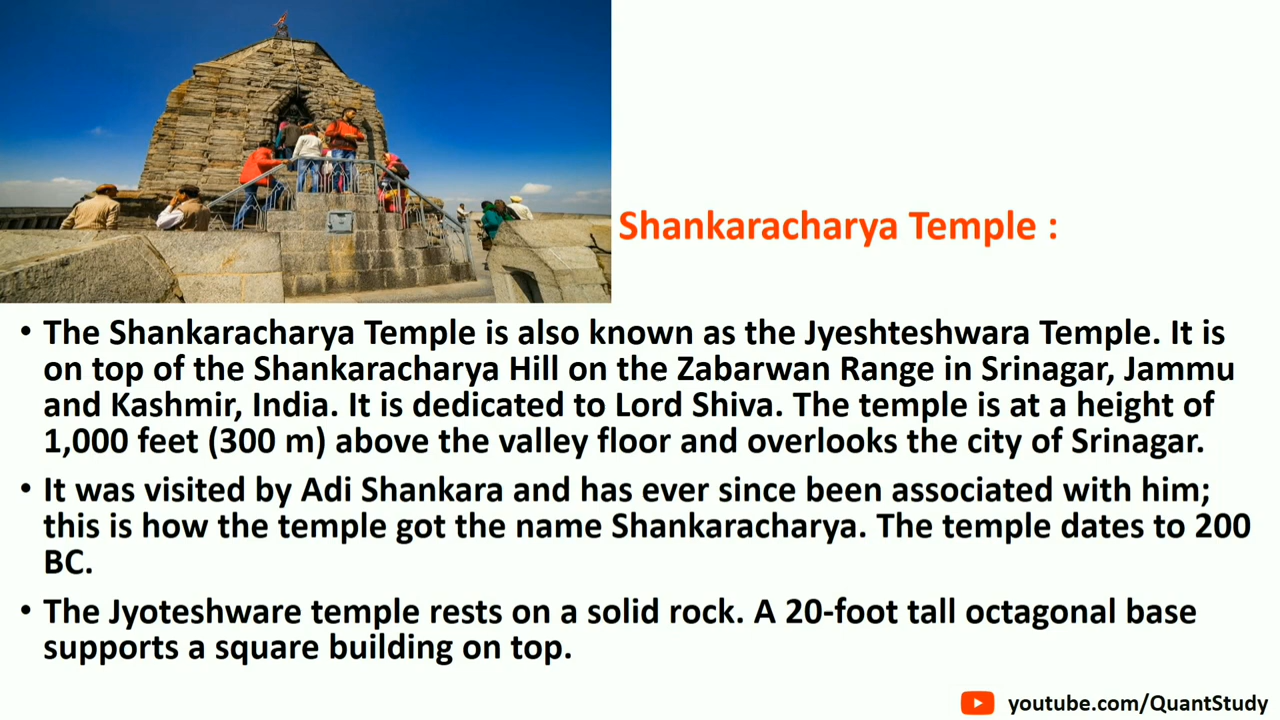 Shankaracharya Temple :
• The Shankaracharya Temple is also known as the Jyeshteshwara Temple. It is
on top of the Shankaracharya Hill on the Zabarwan Range in Srinagar, Jammu
and Kashmir, India. It is dedicated to Lord Shiva. The temple is at a height of
1,000 feet (300 m) above the valley floor and overlooks the city of Srinagar.
• It was visited by Adi Shankara and has ever since been associated with him;
this is how the temple got the name Shankaracharya. The temple dates to 200
BC.
• The Jyoteshware temple rests on a solid rock. A 20-foot tall octagonal base
supports a square building on top.
youtube.com/QuantStudy